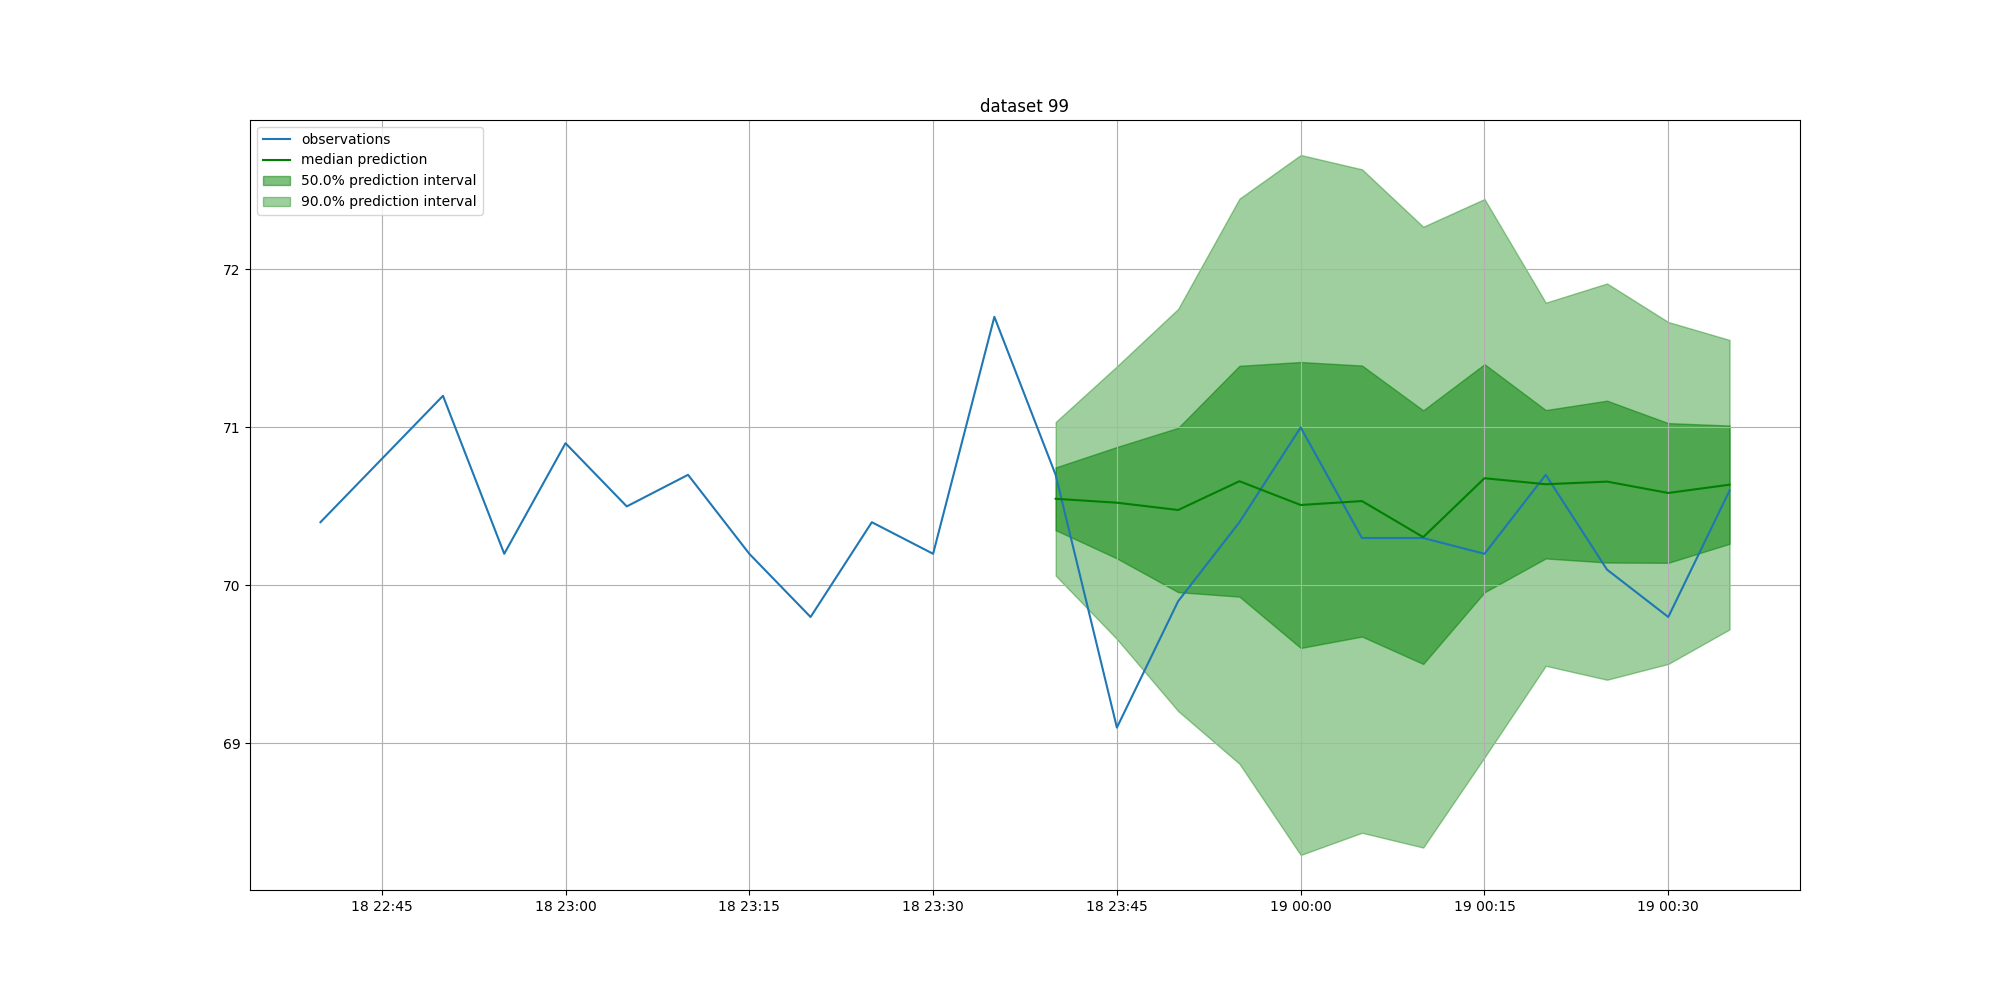 dataset 99
observations
median prediction
50.0% prediction interval
90.0% prediction interval
72
71
70
69
18 22:45 18 23:00 18 23:15 18 23:30 18 23:45 19 00:00 19 00:15 19 00:30